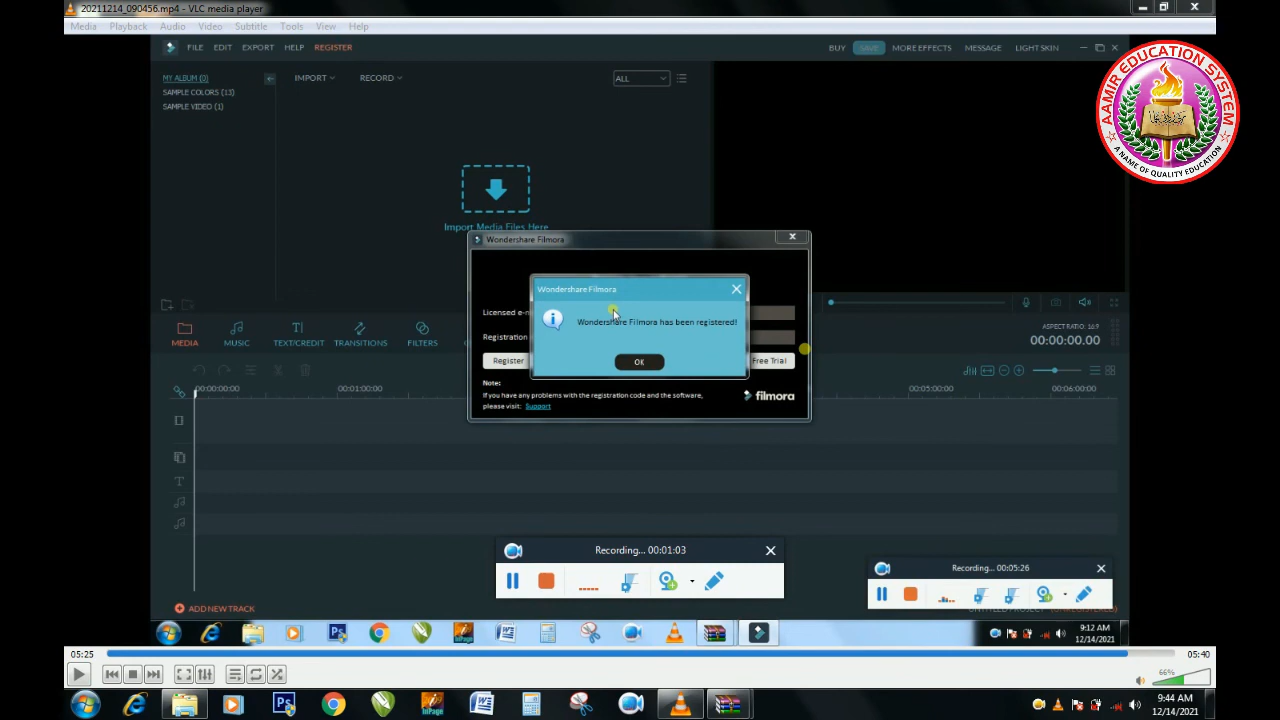 20211214_090456.mp4 - VLC media player
Media Playback Audio Video Subtitle Tools View Help
FILE EDIT EXPORT HELP REGISTER
BUY SAVE MORE EFFECTS MESSAGE LIGHT SKIN
MY ALBUM (0)
SAMPLE COLORS (13)
SAMPLE VIDEO (1)
IMPORT RECORD
ALL
AAMIR EDUCATION SYSTEM
A NAME OF QUALITY EDUCATION
Import Media Files Here
Wondershare Filmora
Wondershare Filmora
Wondershare Filmora has been registered!
OK
Licensed e-m
Registration
Register
Free Trial
Note:
If you have any problems with the registration code and the software,
please visit: Support
filmora
MEDIA MUSIC TEXT/CREDIT TRANSITIONS FILTERS
ASPECT RATIO: 16:9
00:00:00.00
00:00:00:00 00:01:00:00 00:05:00:00 00:06:00:00
T
Recording... 00:01:03
Recording... 00:05:26
ADD NEW TRACK
9:12 AM
12/14/2021
05:25 05:40
66%
9:44 AM
12/14/2021